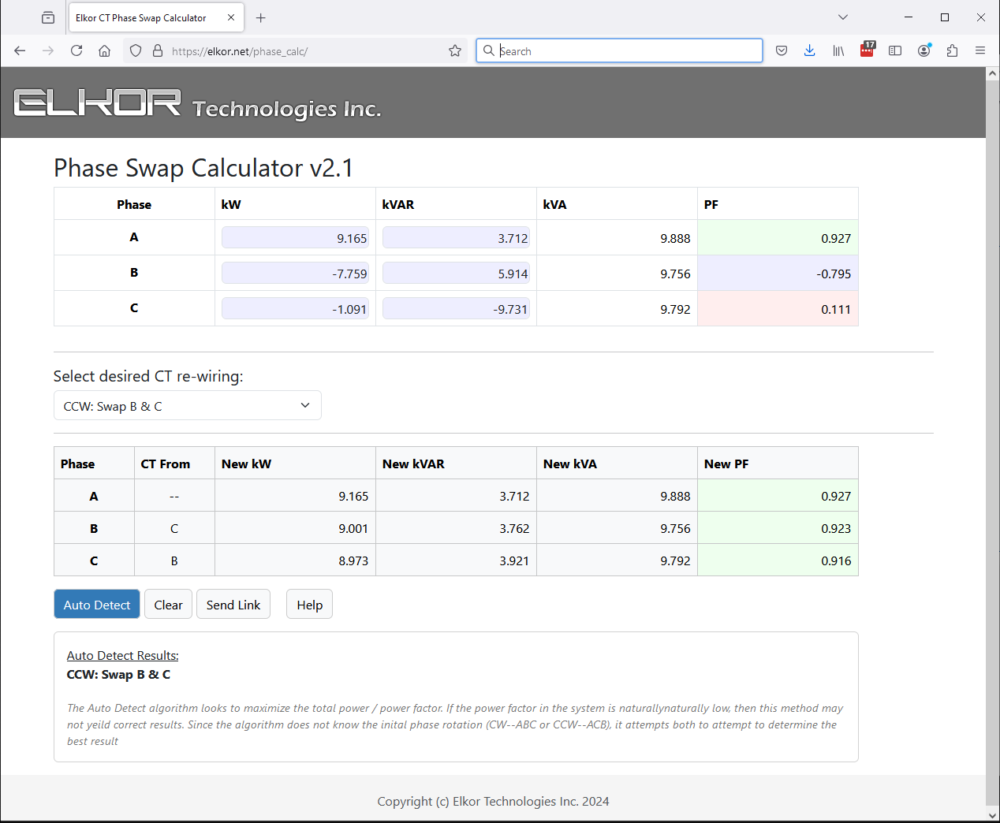 Elkor CT Phase Swap Calculator
https://elkor.net/phase_calc/
Search
17
ELKOR Technologies Inc.
Phase Swap Calculator v2.1
Phase kW kVAR kVA PF
A 9.165 3.712 9.888 0.927
B -7.759 5.914 9.756 -0.795
C -1.091 -9.731 9.792 0.111
Select desired CT re-wiring:
CCW: Swap B & C
Phase CT From New kW New kVAR New kVA New PF
A -- 9.165 3.712 9.888 0.927
B C 9.001 3.762 9.756 0.923
C B 8.973 3.921 9.792 0.916
Auto Detect Clear Send Link Help
Auto Detect Results:
CCW: Swap B & C
The Auto Detect algorithm looks to maximize the total power / power factor. If the power factor in the system is naturallynaturally low, then this method may
not yeild correct results. Since the algorithm does not know the inital phase rotation (CW--ABC or CCW--ACB), it attempts both to attempt to determine the
best result
Copyright (c) Elkor Technologies Inc. 2024